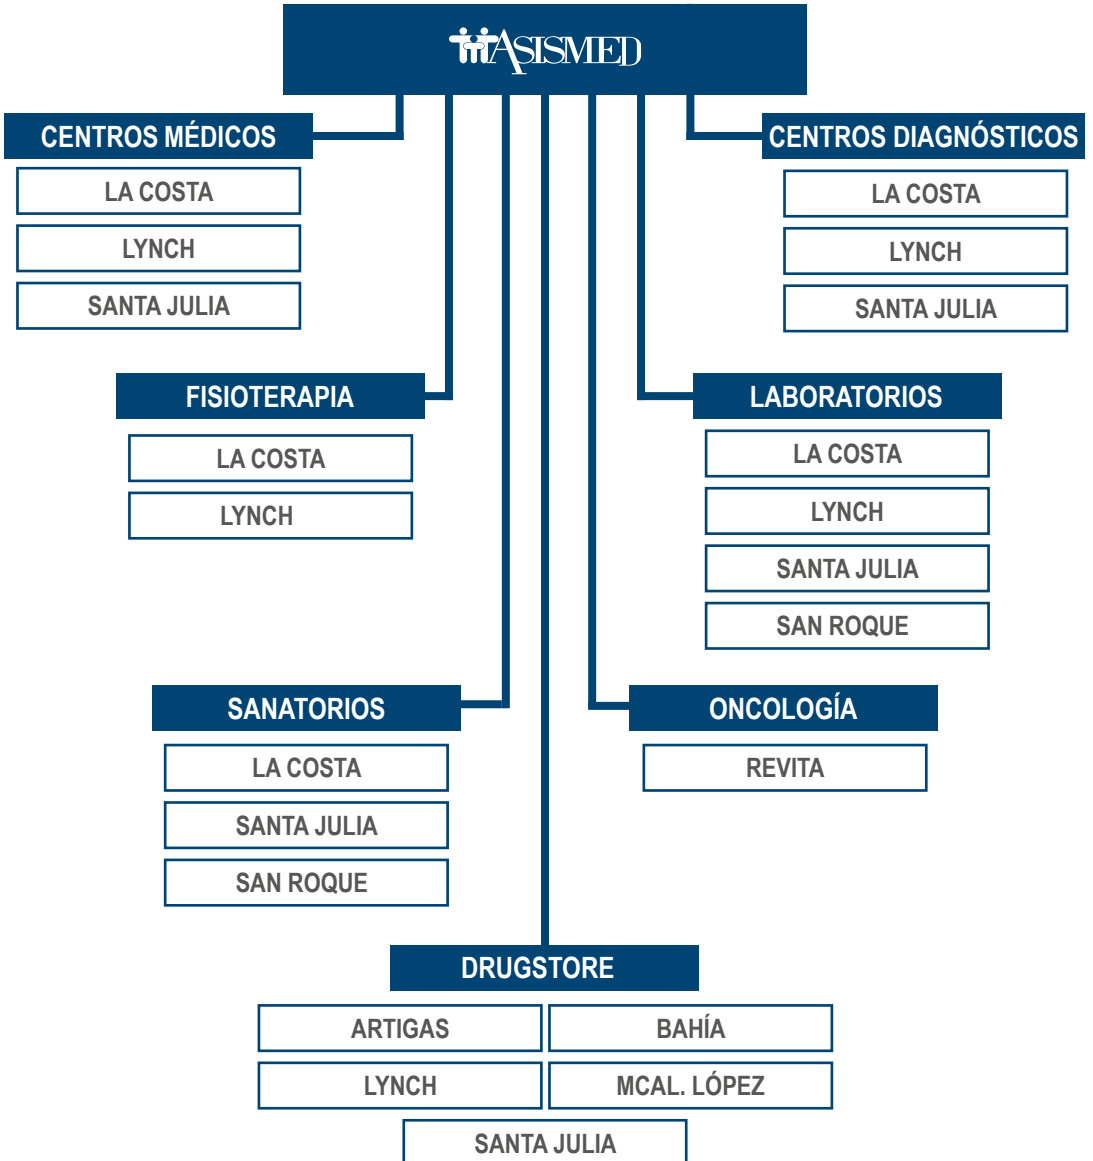 ASISMED
CENTROS MÉDICOS
LA COSTA
LYNCH
SANTA JULIA
CENTROS DIAGNÓSTICOS
LA COSTA
LYNCH
SANTA JULIA
FISIOTERAPIA
LA COSTA
LYNCH
LABORATORIOS
LA COSTA
LYNCH
SANTA JULIA
SAN ROQUE
SANATORIOS
LA COSTA
SANTA JULIA
SAN ROQUE
ONCOLOGÍA
REVITA
DRUGSTORE
ARTIGAS
BAHÍA
LYNCH
MCAL. LÓPEZ
SANTA JULIA